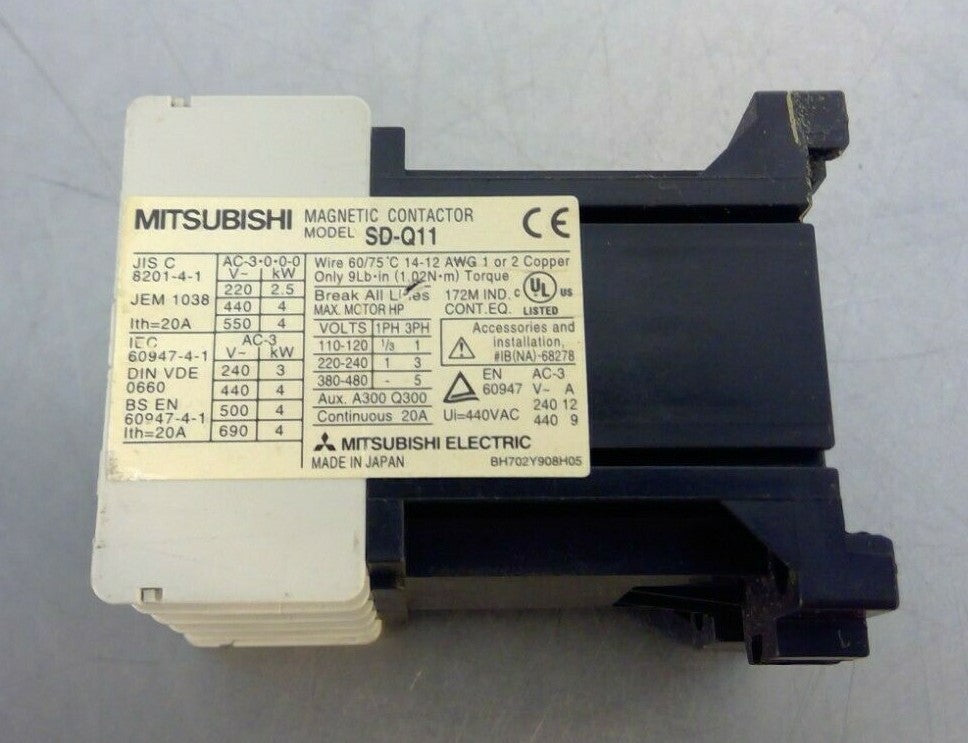 MITSUBISHI MAGNETIC CONTACTOR
MODEL SD-Q11
CE
JIS C
8201-4-1
JEM 1038
Ith=20A
AC-3·0·0-0
V~ kW
220 2.5
440 4
550 4
IEC
60947-4-1
DIN VDE
0660
BS EN
60947-4-1
Ith=20A
AC-3
V~ kW
240 3
440 4
500 4
690 4
Wire 60/75°C 14-12 AWG 1 or 2 Copper
Only 9Lb·in (1.02N·m) Torque
Break All Lines
MAX. MOTOR HP
VOLTS 1PH 3PH
110-120 1/3 1
220-240 1 3
380-480 - 5
Aux. A300 Q300
Continuous 20A
172M IND.
CONT.EQ.
C UL US
LISTED
Accessories and
installation,
#IB(NA)-68278
EN
60947
AC-3
V~ A
240 12
440 9
Ui=440VAC
MITSUBISHI ELECTRIC
MADE IN JAPAN BH702Y908H05